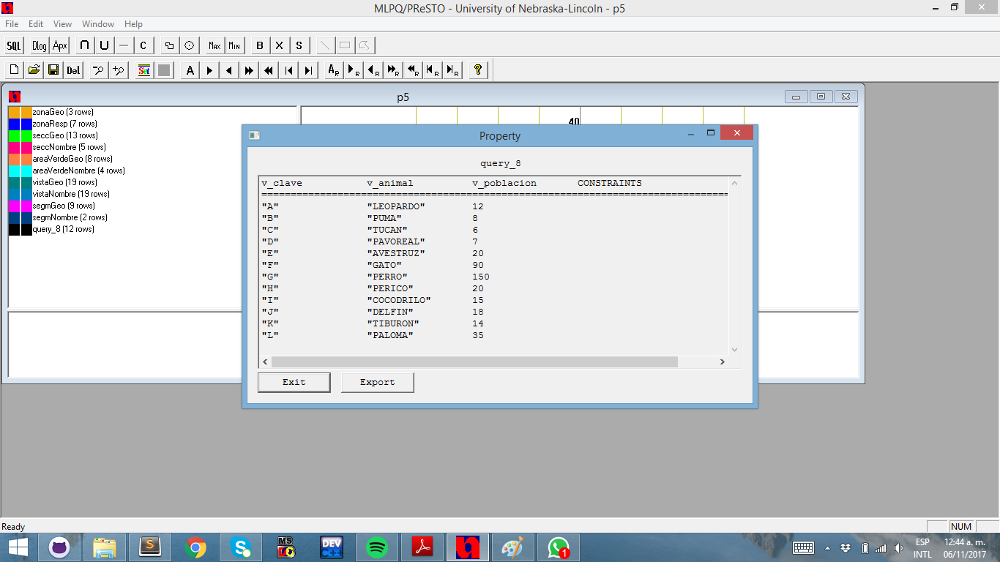 MLPQ/PReSTO - University of Nebraska-Lincoln - p5
File Edit View Window Help
SQL Dlog Apx C Max Min B X S
Del Set A A R R R R R R R ?
p5
zonaGeo (3 rows)
zonaResp (7 rows)
seccGeo (13 rows)
seccNombre (5 rows)
areaVerdeGeo (8 rows)
areaVerdeNombre (4 rows)
vistaGeo (19 rows)
vistaNombre (19 rows)
segmGeo (9 rows)
segmNombre (2 rows)
query_8 (12 rows)
40
Property
query_8
v_clave v_animal v_poblacion CONSTRAINTS
"A" "LEOPARDO" 12
"B" "PUMA" 8
"C" "TUCAN" 6
"D" "PAVOREAL" 7
"E" "AVESTRUZ" 20
"F" "GATO" 90
"G" "PERRO" 150
"H" "PERICO" 20
"I" "COCODRILO" 15
"J" "DELFIN" 18
"K" "TIBURON" 14
"L" "PALOMA" 35
Exit Export
Ready NUM
S MS DEV C++ 1 ESP 12:44 a. m.
INTL 06/11/2017